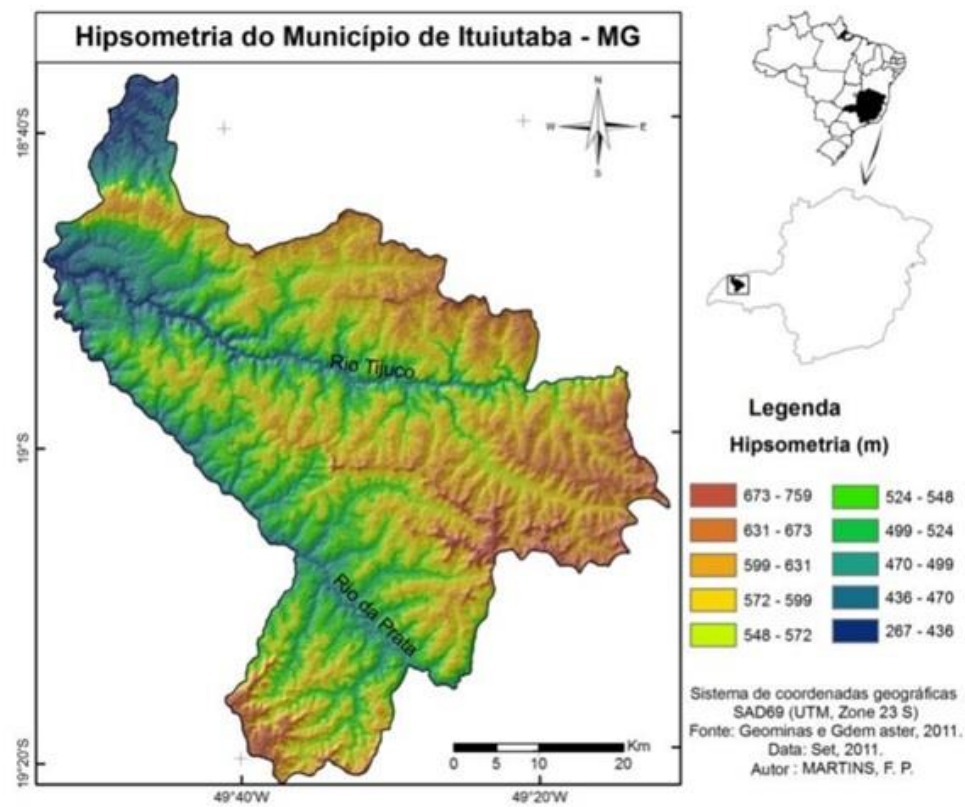 Hipsometria do Município de Ituiutaba - MG
N
W E
S
18°40'S
19°S
19°20'S
49°40'W
49°20'W
Rio Tijuco
Rio da Prata
Km
0 5 10 20
Legenda
Hipsometria (m)
673 - 759
631 - 673
599 - 631
572 - 599
548 - 572
524 - 548
499 - 524
470 - 499
436 - 470
267 - 436
Sistema de coordenadas geográficas
SAD69 (UTM, Zone 23 S)
Fonte: Geominas e Gdem aster, 2011.
Data: Set, 2011.
Autor : MARTINS, F. P.